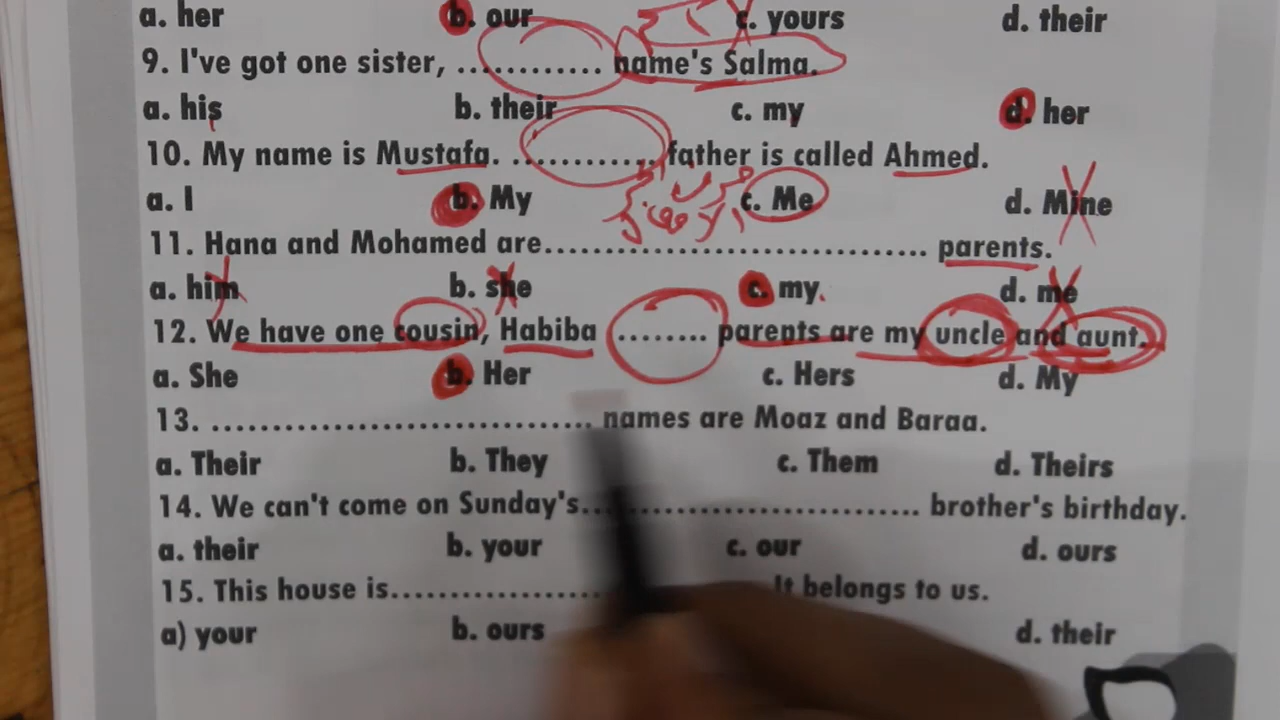 a. her b. our c. yours d. their
9. I've got one sister, ............ name's Salma.
a. his b. their c. my d. her
10. My name is Mustafa. ............ father is called Ahmed.
a. I b. My c. Me d. Mine
11. Hana and Mohamed are.................................... parents.
a. him b. she c. my. d. me
12. We have one cousin, Habiba ........ parents are my uncle and aunt.
a. She b. Her c. Hers d. My
13. .................................. names are Moaz and Baraa.
a. Their b. They c. Them d. Theirs
14. We can't come on Sunday's.............................. brother's birthday.
a. their b. your c. our d. ours
15. This house is.................... It belongs to us.
a) your b. ours d. their